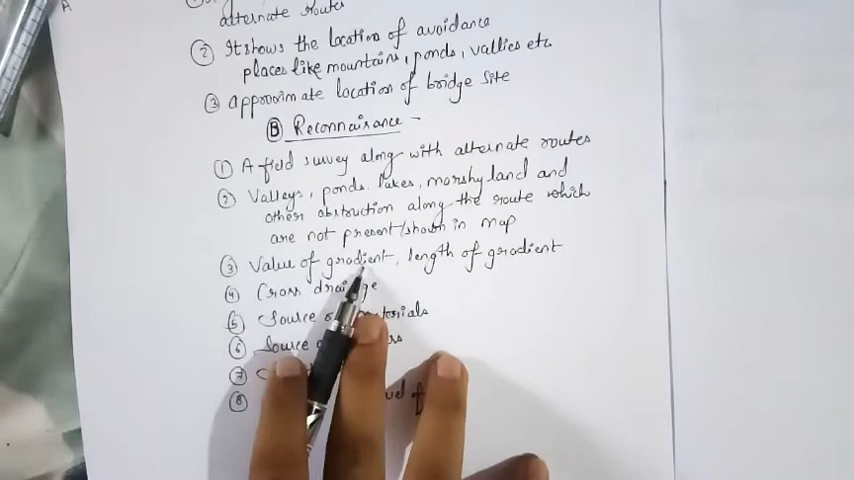 alternate routes
② It shows the location of avoidance
places like mountains, ponds, vallies etc
③ approximate location of bridge site
Ⓑ Reconnairance -
① A field survey along with alternate routes
② Valleys, ponds, lakes, marshy land and
other obstruction along the route which
are not present/shown in map
③ Value of gradient, length of gradient
④ Cross drainage
⑤ Source materials
⑥ Source
⑦
⑧